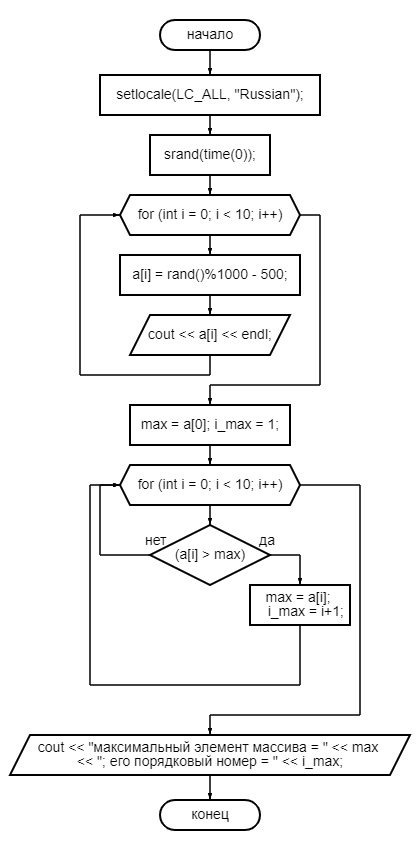 начало
setlocale(LC_ALL, "Russian");
srand(time(0));
for (int i = 0; i < 10; i++)
a[i] = rand()%1000 - 500;
cout << a[i] << endl;
max = a[0]; i_max = 1;
for (int i = 0; i < 10; i++)
нет
да
(a[i] > max)
max = a[i];
i_max = i+1;
cout << "максимальный элемент массива = " << max
<< "; его порядковый номер = " << i_max;
конец